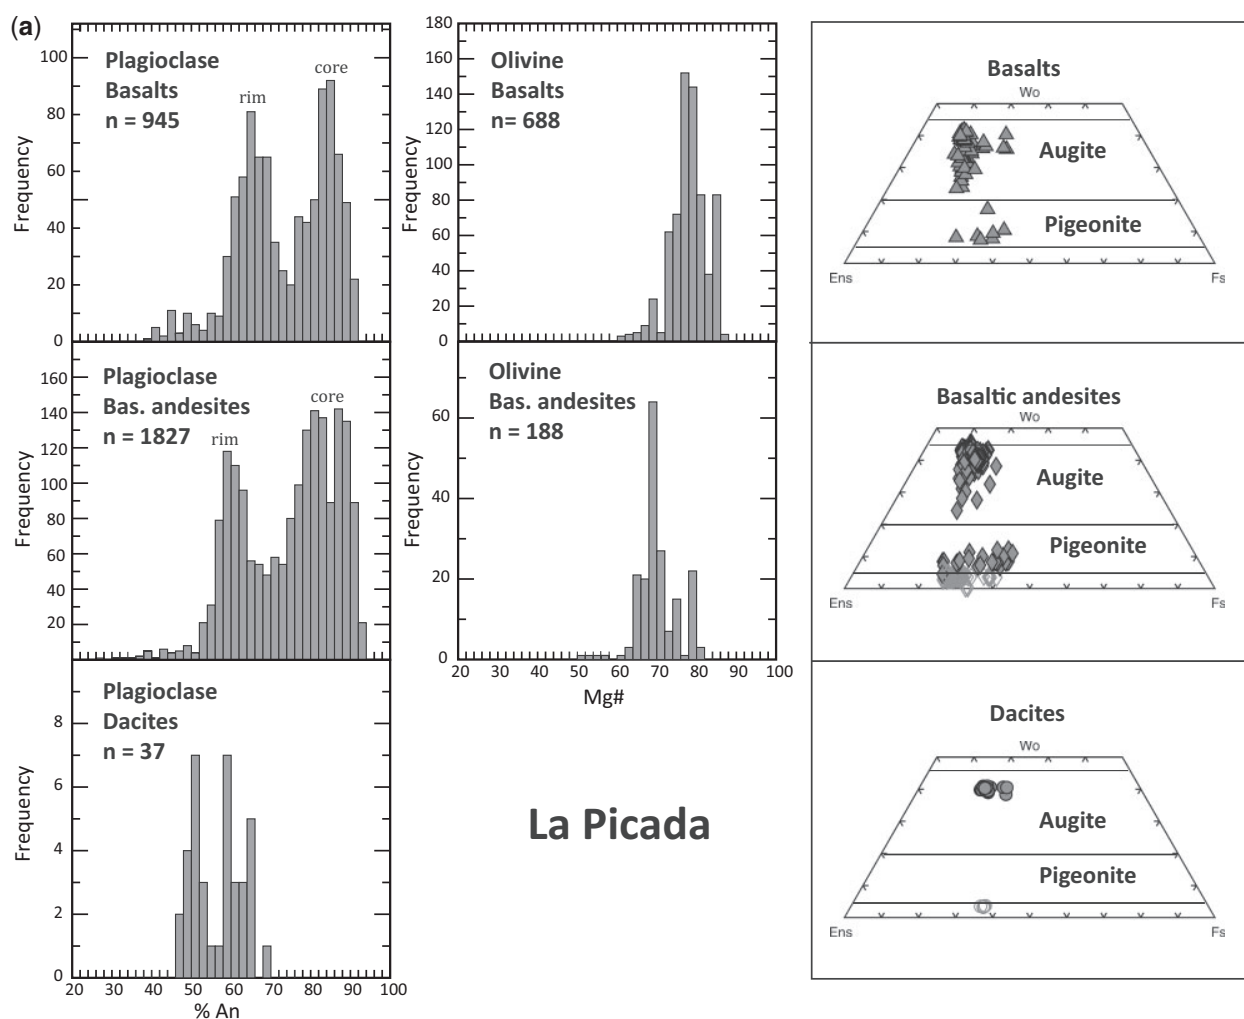 (a)
Plagioclase
Basalts
n = 945
rim
core
Frequency
100
80
60
40
20
0
Olivine
Basalts
n= 688
Frequency
180
160
140
120
100
80
60
40
20
0
Basalts
Wo
Augite
Pigeonite
Ens
Fs
Plagioclase
Bas. andesites
n = 1827
rim
core
Frequency
160
140
120
100
80
60
40
20
Olivine
Bas. andesites
n = 188
Frequency
60
40
20
0
20 30 40 50 60 70 80 90 100
Mg#
Basaltic andesites
Wo
Augite
Pigeonite
Ens
Fs
Plagioclase
Dacites
n = 37
Frequency
8
6
4
2
0
20 30 40 50 60 70 80 90 100
% An
La Picada
Dacites
Wo
Augite
Pigeonite
Ens
Fs